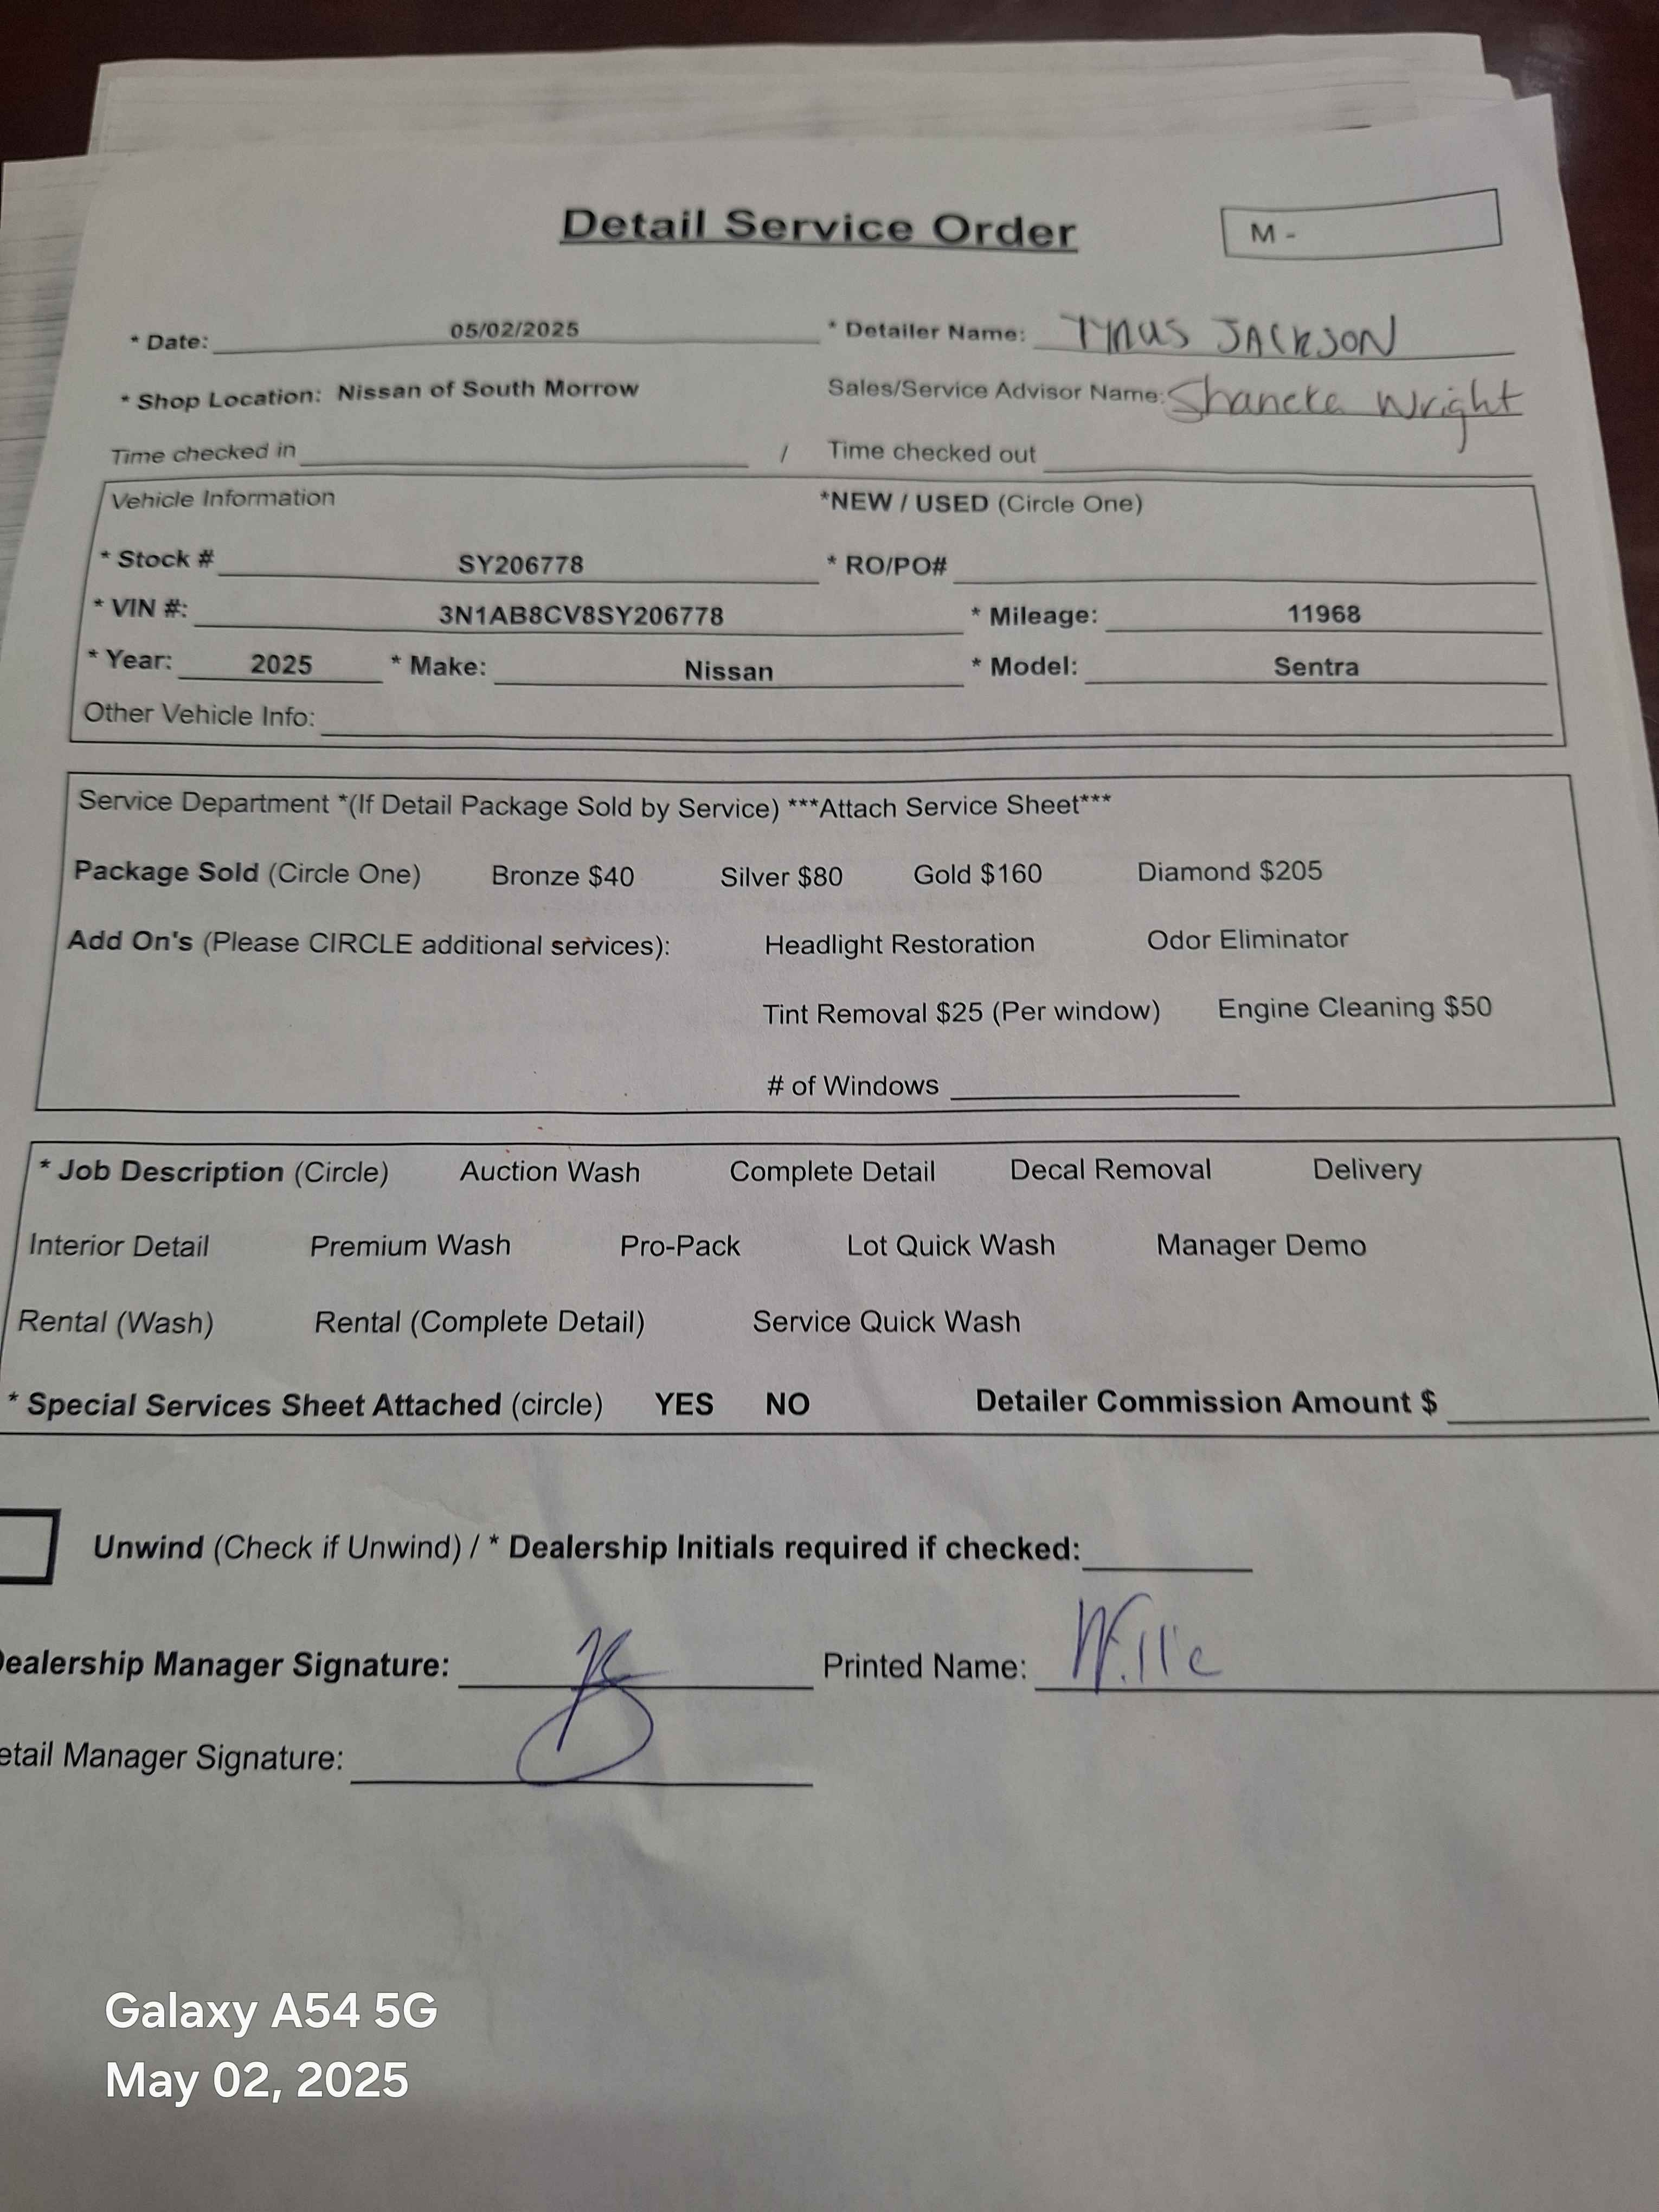 Detail Service Order
M -
* Date: 05/02/2025 * Detailer Name: TYNUS JACKSON
* Shop Location: Nissan of South Morrow Sales/Service Advisor Name: Shaneka Wright
Time checked in / Time checked out
Vehicle Information *NEW / USED (Circle One)
* Stock # SY206778 * RO/PO#
* VIN #: 3N1AB8CV8SY206778 * Mileage: 11968
* Year: 2025 * Make: Nissan * Model: Sentra
Other Vehicle Info:
Service Department *(If Detail Package Sold by Service) ***Attach Service Sheet***
Package Sold (Circle One) Bronze $40 Silver $80 Gold $160 Diamond $205
Add On's (Please CIRCLE additional services): Headlight Restoration Odor Eliminator
Tint Removal $25 (Per window) Engine Cleaning $50
# of Windows
* Job Description (Circle) Auction Wash Complete Detail Decal Removal Delivery
Interior Detail Premium Wash Pro-Pack Lot Quick Wash Manager Demo
Rental (Wash) Rental (Complete Detail) Service Quick Wash
* Special Services Sheet Attached (circle) YES NO Detailer Commission Amount $
Unwind (Check if Unwind) / * Dealership Initials required if checked:
ealership Manager Signature: Printed Name: Willie
etail Manager Signature:
Galaxy A54 5G
May 02, 2025